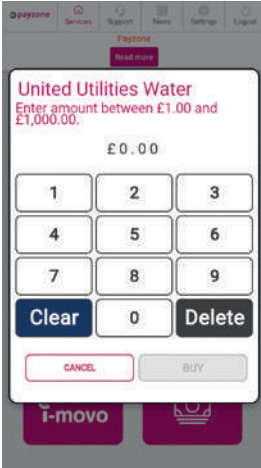 payzone
Services Support News Settings Logout
Payzone
Read more
United Utilities Water
Enter amount between £1.00 and
£1,000.00.
£0.00
1 2 3
4 5 6
7 8 9
Clear 0 Delete
CANCEL BUY
i-movo